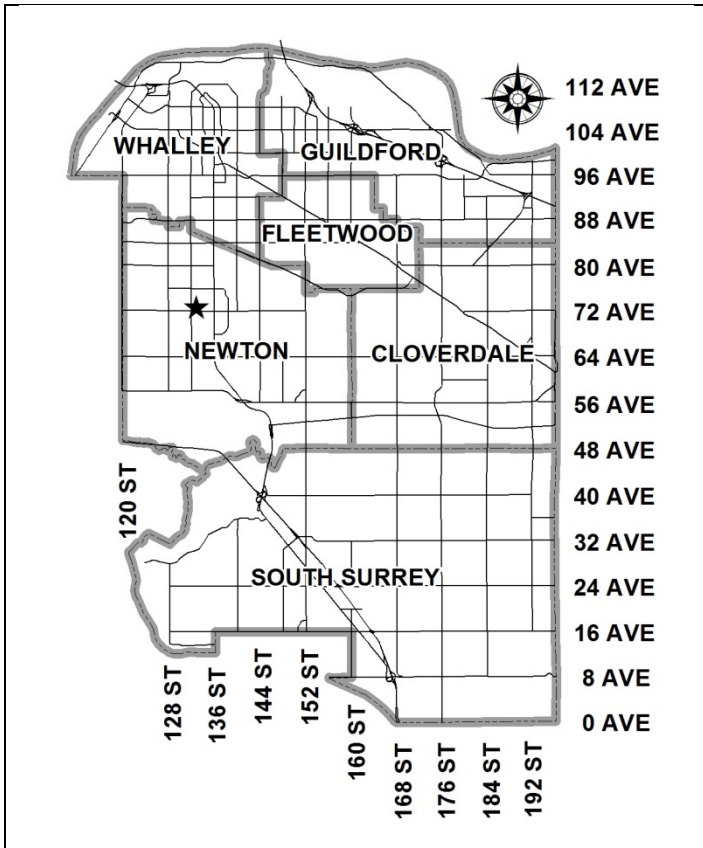 112 AVE
104 AVE
WHALLEY
GUILDFORD
96 AVE
88 AVE
FLEETWOOD
80 AVE
72 AVE
NEWTON
CLOVERDALE
64 AVE
56 AVE
48 AVE
120 ST
40 AVE
32 AVE
SOUTH SURREY
24 AVE
16 AVE
128 ST
136 ST
144 ST
152 ST
160 ST
8 AVE
0 AVE
168 ST
176 ST
184 ST
192 ST